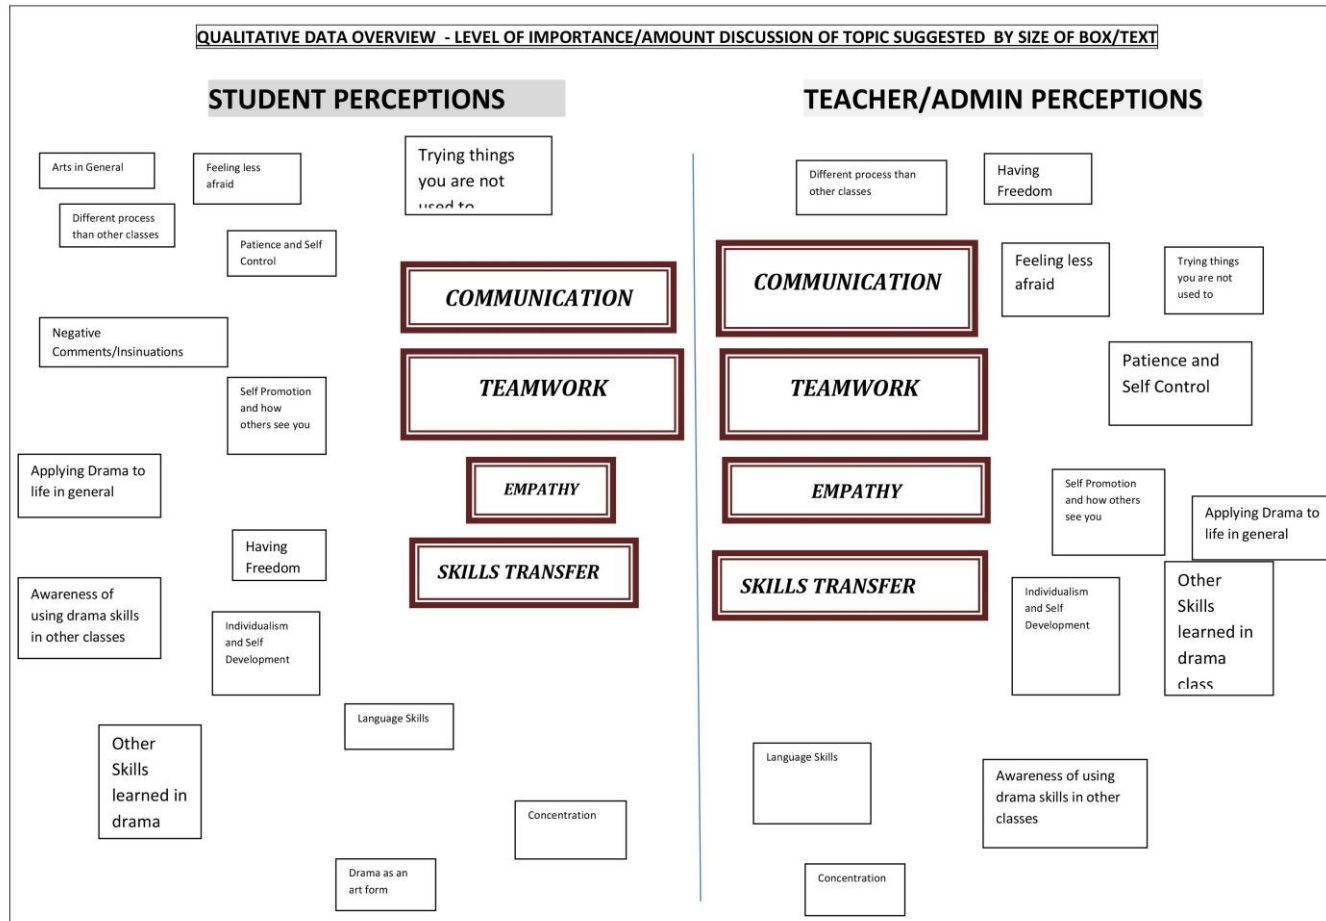 QUALITATIVE DATA OVERVIEW - LEVEL OF IMPORTANCE/AMOUNT DISCUSSION OF TOPIC SUGGESTED BY SIZE OF BOX/TEXT
STUDENT PERCEPTIONS
Arts in General
Feeling less
afraid
Trying things
you are not
used to
Different process
than other classes
Patience and Self
Control
COMMUNICATION
Negative
Comments/Insinuations
TEAMWORK
Self Promotion
and how
others see you
Applying Drama to
life in general
EMPATHY
Having
Freedom
SKILLS TRANSFER
Awareness of
using drama skills
in other classes
Individualism
and Self
Development
Language Skills
Other
Skills
learned in
drama
Concentration
Drama as an
art form
TEACHER/ADMIN PERCEPTIONS
Different process than
other classes
Having
Freedom
COMMUNICATION
Feeling less
afraid
Trying things
you are not
used to
TEAMWORK
Patience and
Self Control
EMPATHY
Self Promotion
and how others
see you
Applying Drama to
life in general
SKILLS TRANSFER
Individualism
and Self
Development
Other
Skills
learned in
drama
class
Language Skills
Awareness of using
drama skills in other
classes
Concentration